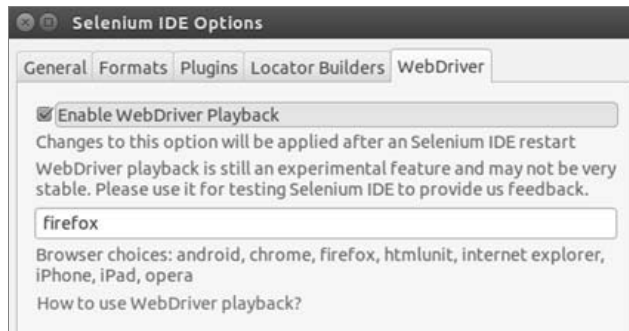 Selenium IDE Options
General Formats Plugins Locator Builders WebDriver
Enable WebDriver Playback
Changes to this option will be applied after an Selenium IDE restart
WebDriver playback is still an experimental feature and may not be very
stable. Please use it for testing Selenium IDE to provide us feedback.
firefox
Browser choices: android, chrome, firefox, htmlunit, internet explorer,
iPhone, iPad, opera
How to use WebDriver playback?